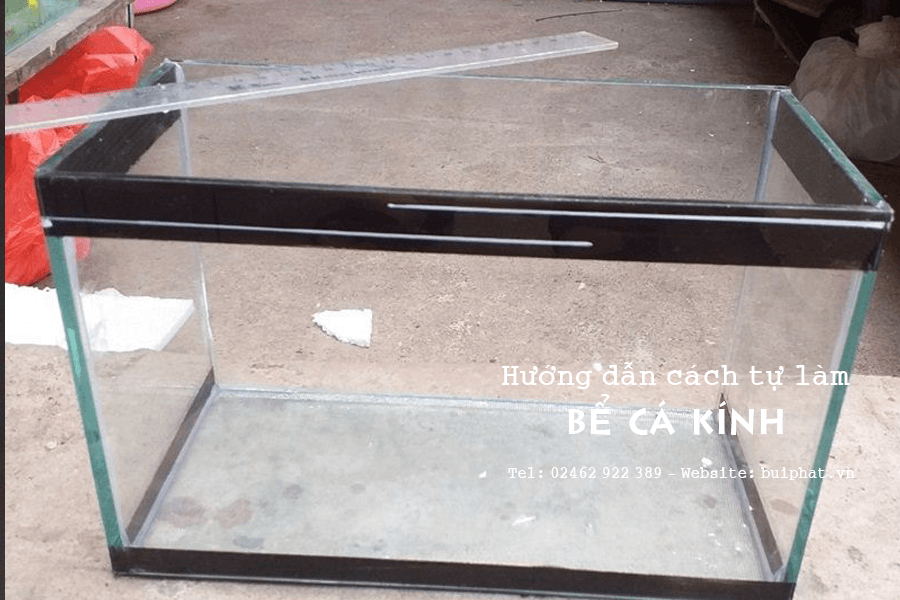 Hướng dẫn cách tự làm
BỂ CÁ KÍNH
Tel: 02462 922 389 - Website: buiphat.vn